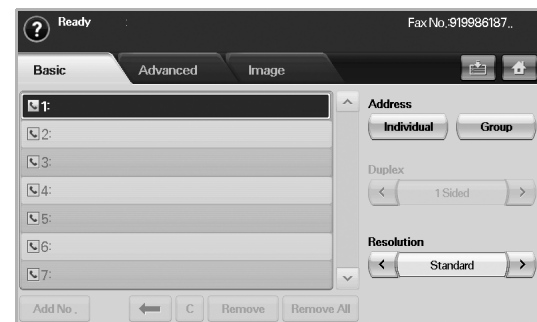 Ready :
Fax No.:919986187..
Basic
Advanced
Image
1:
2:
3:
4:
5:
6:
7:
Address
Individual
Group
Duplex
1 Sided
Resolution
Standard
Add No .
C
Remove
Remove All